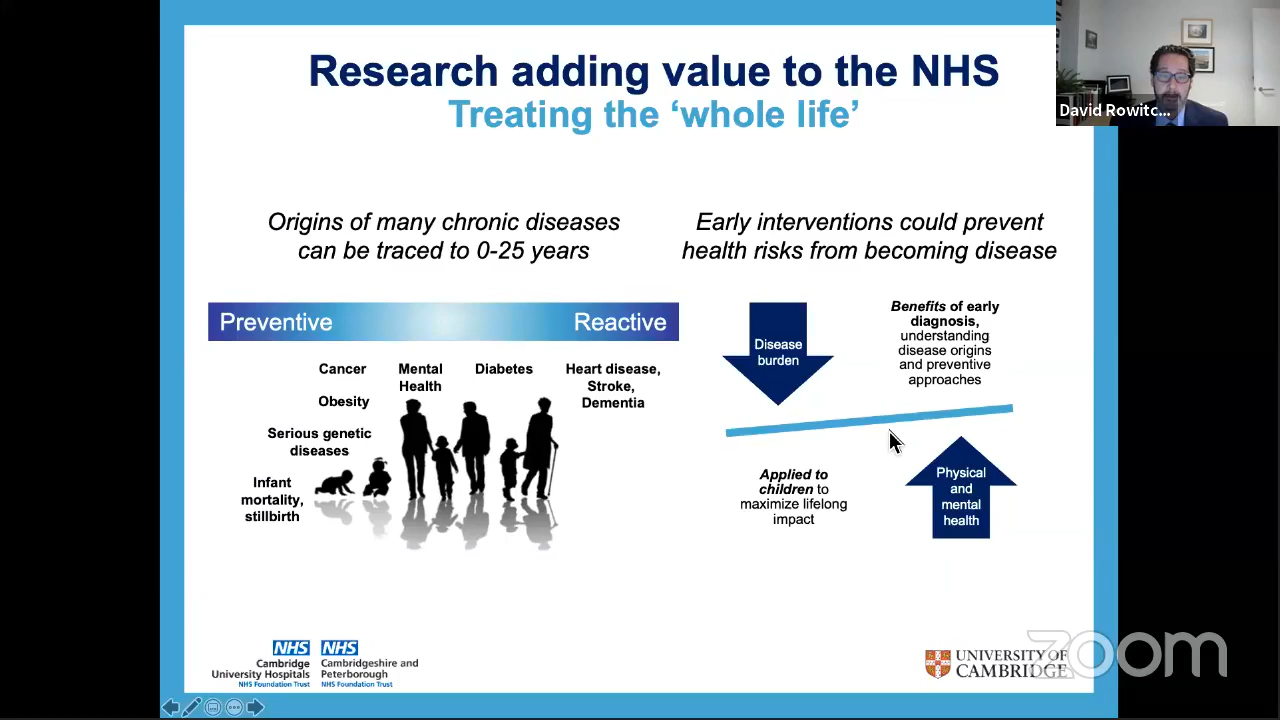 Research adding value to the NHS
Treating the ‘whole life’
David Rowitc...
Origins of many chronic diseases
can be traced to 0-25 years
Preventive
Reactive
Cancer
Obesity
Serious genetic
diseases
Infant
mortality,
stillbirth
Mental
Health
Diabetes
Heart disease,
Stroke,
Dementia
Early interventions could prevent
health risks from becoming disease
Disease
burden
Benefits of early
diagnosis,
understanding
disease origins
and preventive
approaches
Applied to
children to
maximize lifelong
impact
Physical
and
mental
health
NHS
Cambridge
University Hospitals
NHS Foundation Trust
NHS
Cambridgeshire and
Peterborough
NHS Foundation Trust
UNIVERSITY OF
CAMBRIDGE
zoom